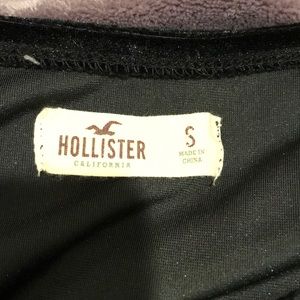 HOLLISTER
CALIFORNIA
S
MADE IN
CHINA